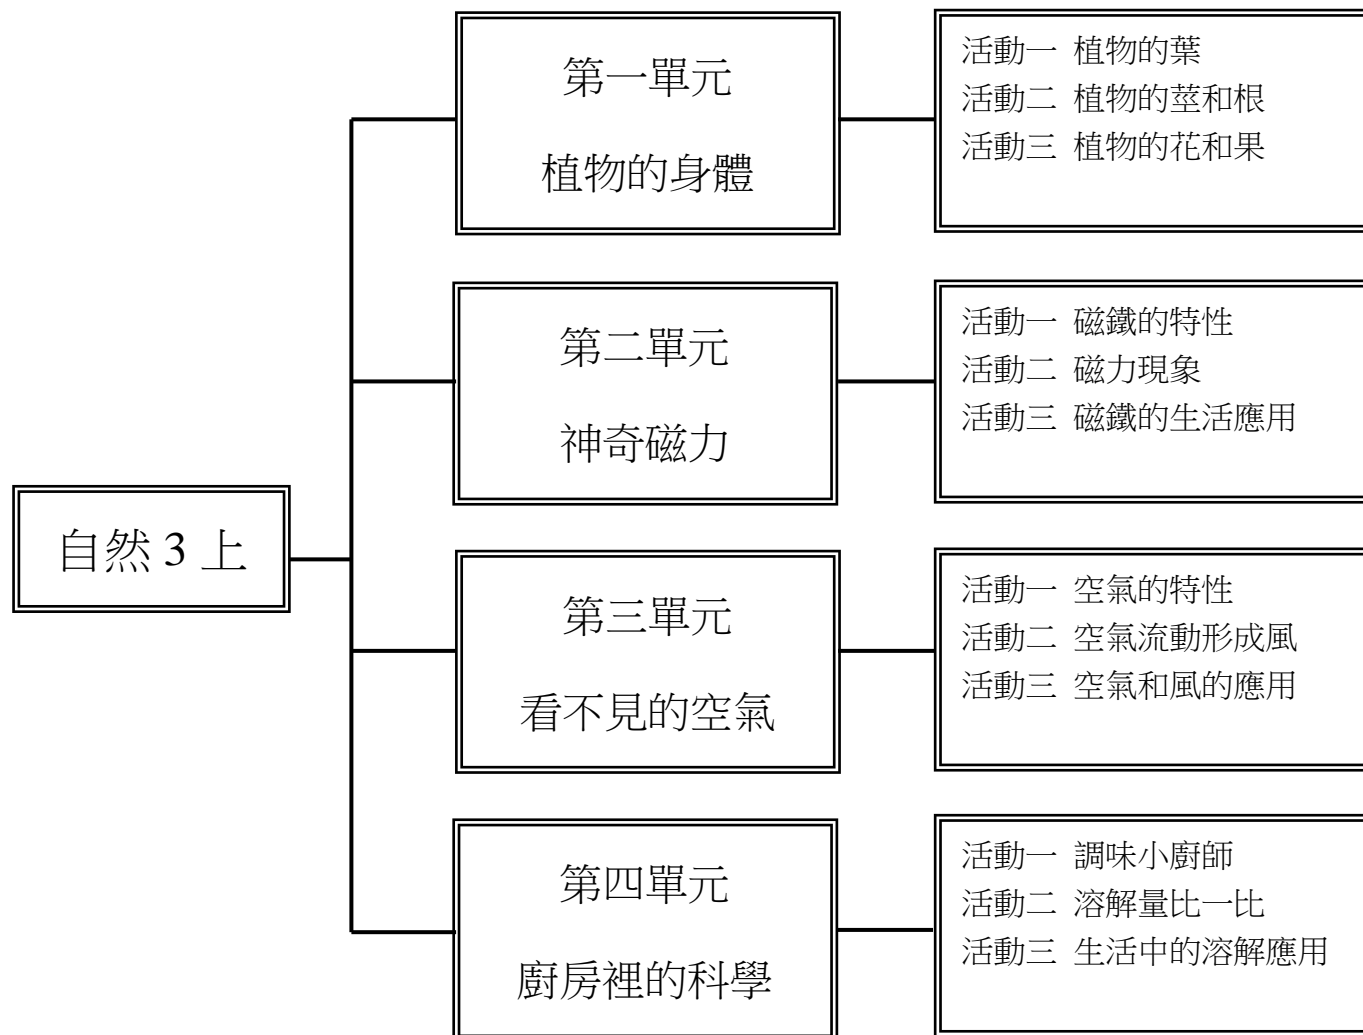 自然 3 上
第一單元
植物的身體
活動一 植物的葉
活動二 植物的莖和根
活動三 植物的花和果
第二單元
神奇磁力
活動一 磁鐵的特性
活動二 磁力現象
活動三 磁鐵的生活應用
第三單元
看不見的空氣
活動一 空氣的特性
活動二 空氣流動形成風
活動三 空氣和風的應用
第四單元
廚房裡的科學
活動一 調味小廚師
活動二 溶解量比一比
活動三 生活中的溶解應用